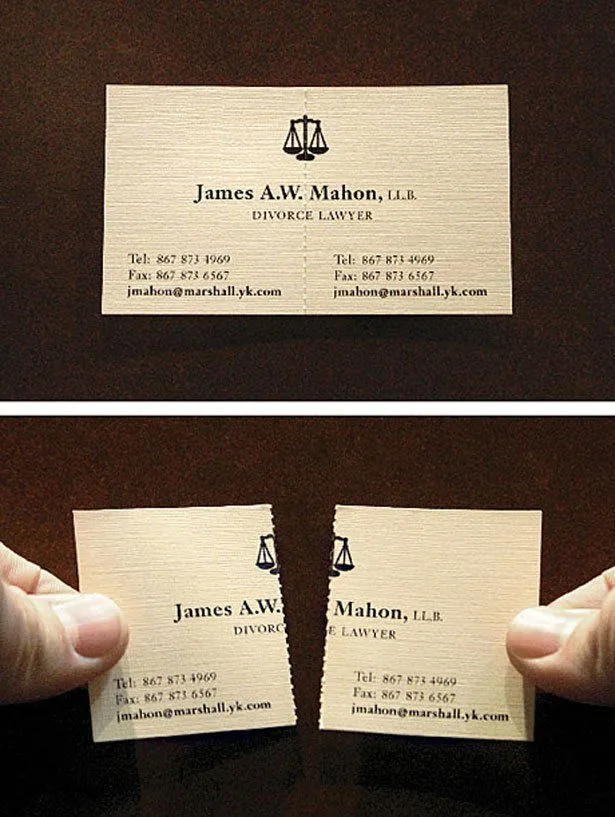 James A.W. Mahon, LL.B.
DIVORCE LAWYER
Tel: 867 873 4969
Fax: 867 873 6567
jmahon@marshall.yk.com
Tel: 867 873 4969
Fax: 867 873 6567
jmahon@marshall.yk.com
James A.W.
DIVORC
Tel: 867 873 4969
Fax: 867 873 6567
jmahon@marshall.yk.com
Mahon, LL.B.
E LAWYER
Tel: 867 873 4969
Fax: 867 873 6567
jmahon@marshall.yk.com